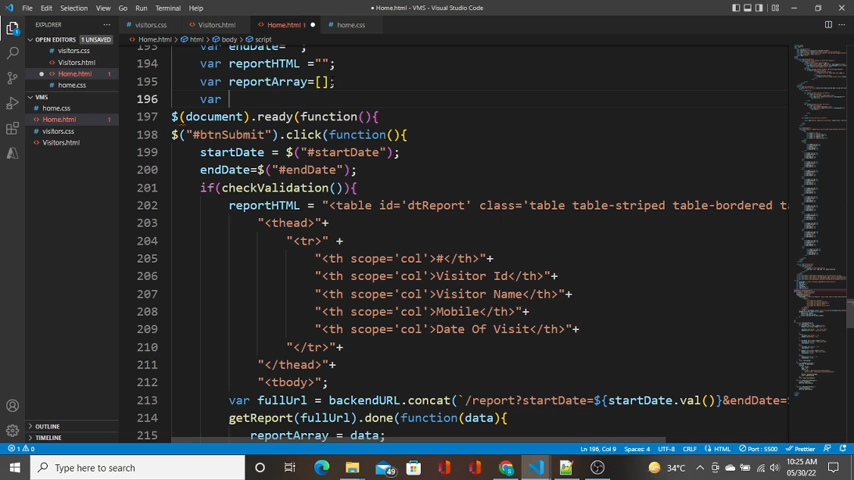 File Edit Selection View Go Run Terminal Help
Home.html - VMS - Visual Studio Code
EXPLORER
OPEN EDITORS 1 UNSAVED
visitors.css
Visitors.html
Home.html 1
home.css
VMS
home.css
Home.html 1
visitors.css
Visitors.html
OUTLINE
TIMELINE
visitors.css Visitors.html Home.html 1 home.css
Home.html > html > body > script
193 var endDate="";
194 var reportHTML ="";
195 var reportArray=[];
196 var
197 $(document).ready(function(){
198 $("#btnSubmit").click(function(){
199 startDate = $("#startDate");
200 endDate=$("#endDate");
201 if(checkValidation()){
202 reportHTML = "<table id='dtReport' class='table table-striped table-bordered ta
203 "<thead>"+
204 "<tr>" +
205 "<th scope='col'>#</th>"+
206 "<th scope='col'>Visitor Id</th>"+
207 "<th scope='col'>Visitor Name</th>"+
208 "<th scope='col'>Mobile</th>"+
209 "<th scope='col'>Date Of Visit</th>"+
210 "</tr>"+
211 "</thead>"+
212 "<tbody>";
213 var fullUrl = backendURL.concat(`/report?startDate=${startDate.val()}&endDate=
214 getReport(fullUrl).done(function(data){
215 reportArray = data;
1 0
Ln 196, Col 9 Spaces: 4 UTF-8 CRLF HTML Port : 5500 Prettier
Type here to search
49
34°C
10:25 AM
05/30/22